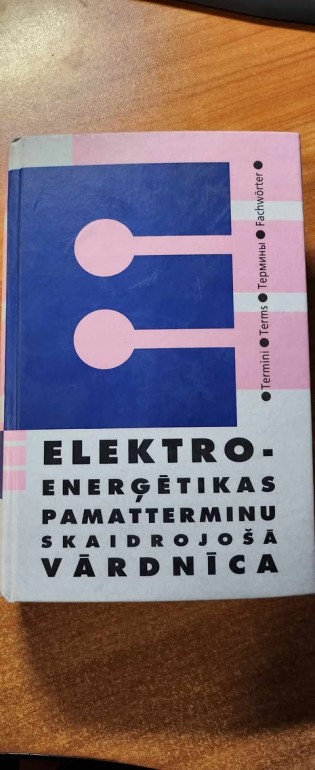 ● Termini ● Terms ● Термины ● Fachwörter ●
ELEKTRO-
ENERĢĒTIKAS
PAMATTERMINU
SKAIDROJOŠĀ
VĀRDNĪCA